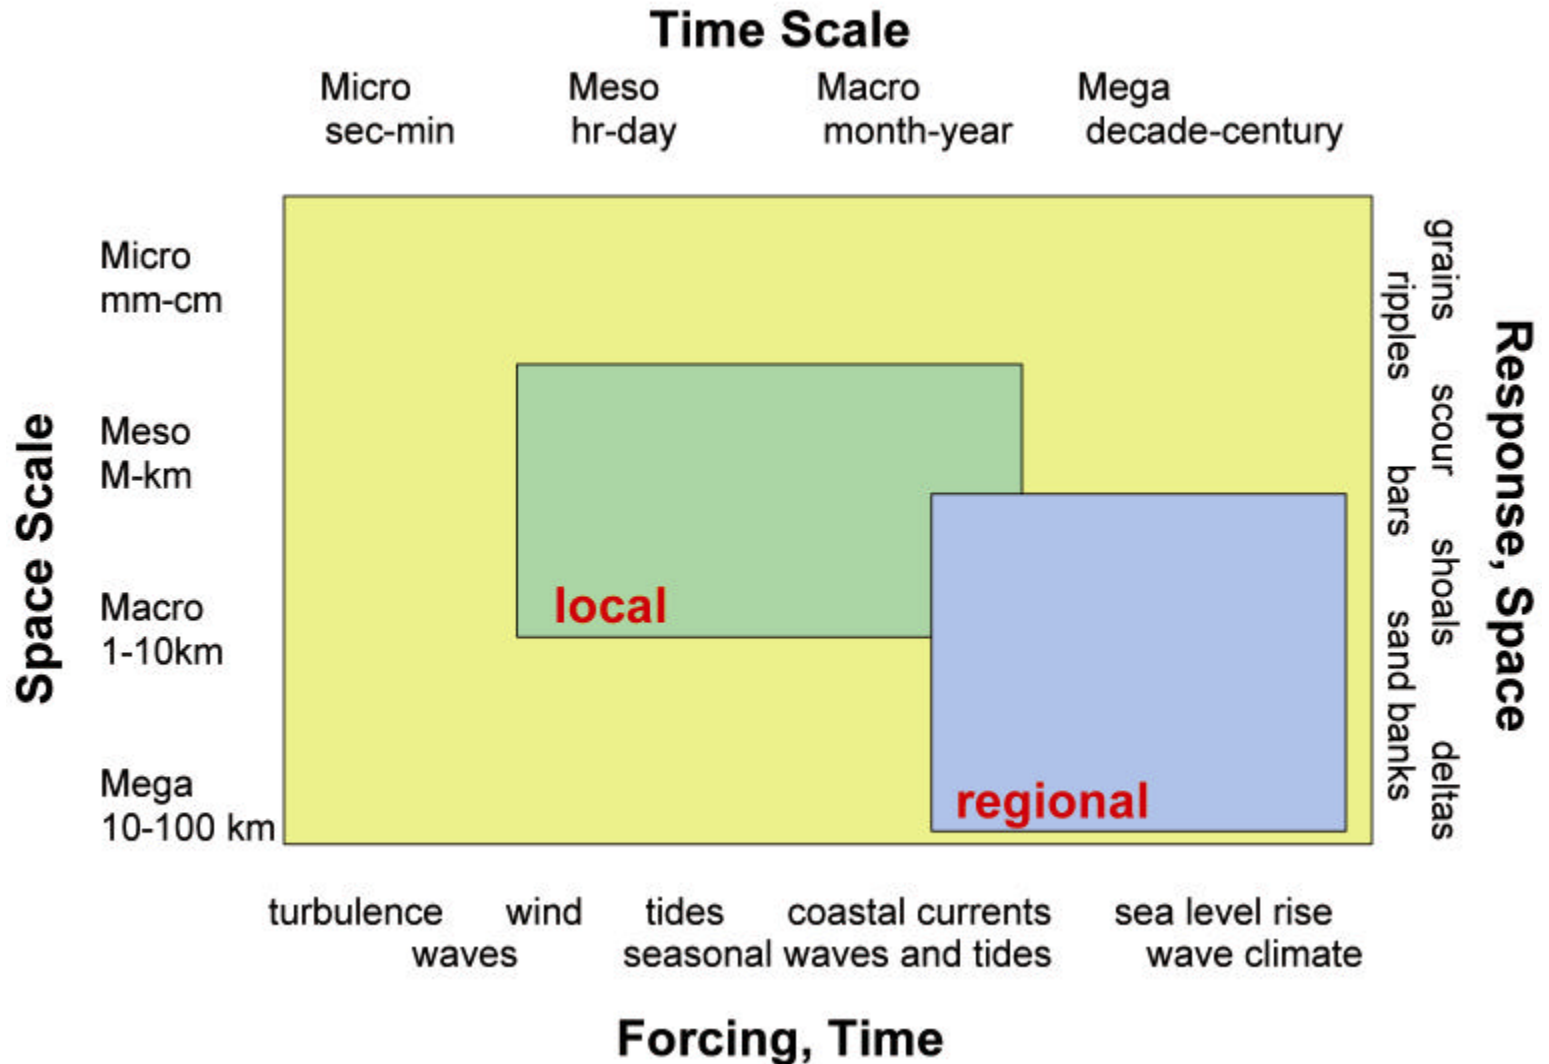 Time Scale
Micro
sec-min
Meso
hr-day
Macro
month-year
Mega
decade-century
Space Scale
Micro
mm-cm
Meso
M-km
Macro
1-10km
Mega
10-100 km
local
regional
grains
ripples
scour
bars
shoals
sand banks
deltas
Response, Space
turbulence
waves
wind
tides
seasonal waves and tides
coastal currents
sea level rise
wave climate
Forcing, Time